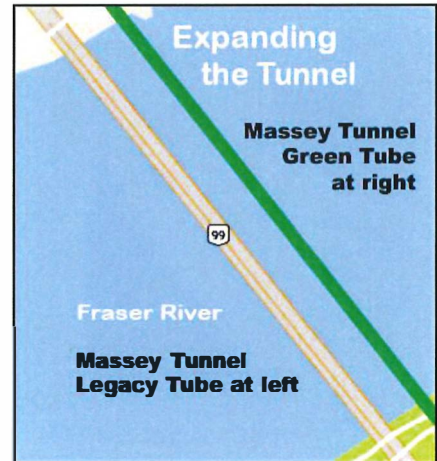 Expanding
the Tunnel
Massey Tunnel
Green Tube
at right
99
Fraser River
Massey Tunnel
Legacy Tube at left